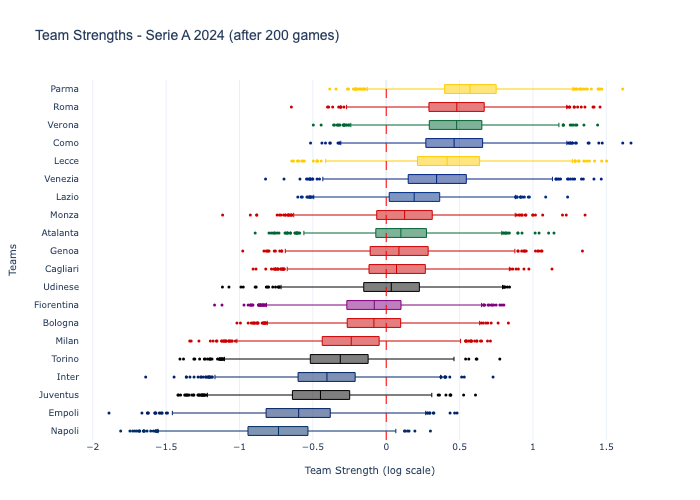 Team Strengths - Serie A 2024 (after 200 games)
Parma
Roma
Verona
Como
Lecce
Venezia
Lazio
Monza
Atalanta
Genoa
Cagliari
Udinese
Fiorentina
Bologna
Milan
Torino
Inter
Juventus
Empoli
Napoli
Teams
−2 −1.5 −1 −0.5 0 0.5 1 1.5
Team Strength (log scale)